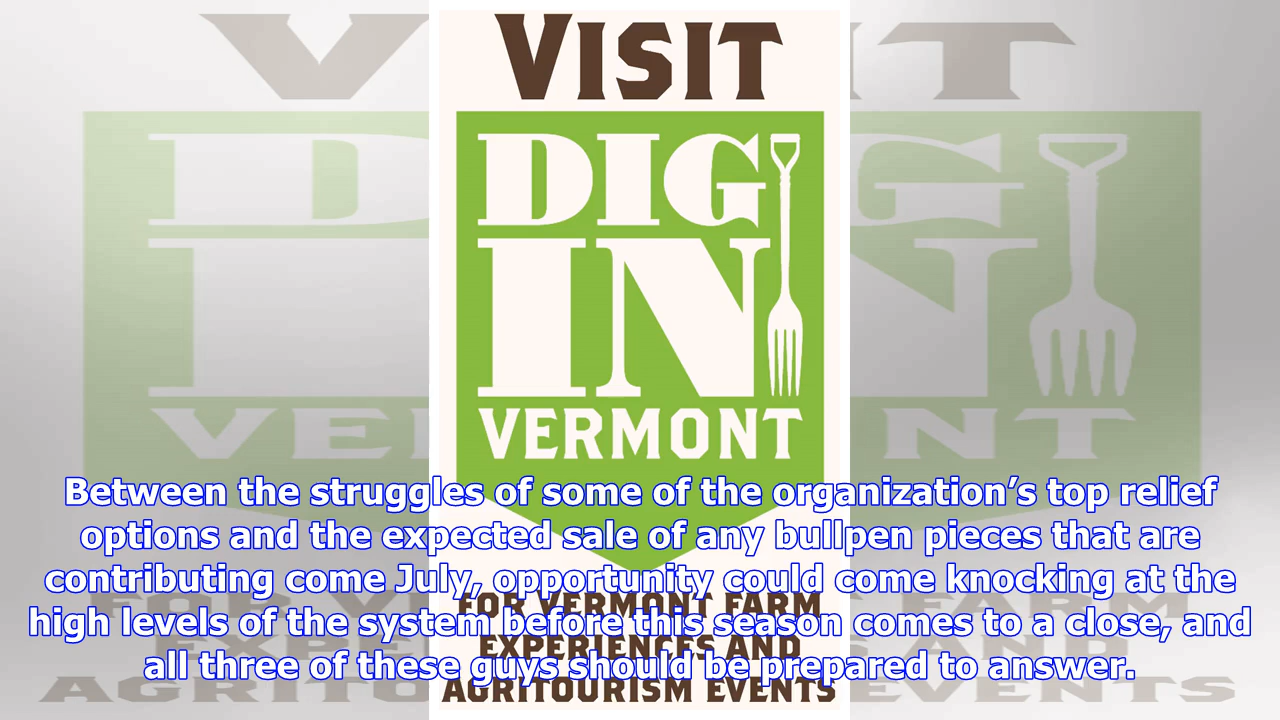 VISIT
DIG
IN
VERMONT
Between the struggles of some of the organization’s top relief
options and the expected sale of any bullpen pieces that are
contributing come July, opportunity could come knocking at the
high levels of the system before this season comes to a close, and
all three of these guys should be prepared to answer.
FOR VERMONT FARM
EXPERIENCES AND
AGRITOURISM EVENTS